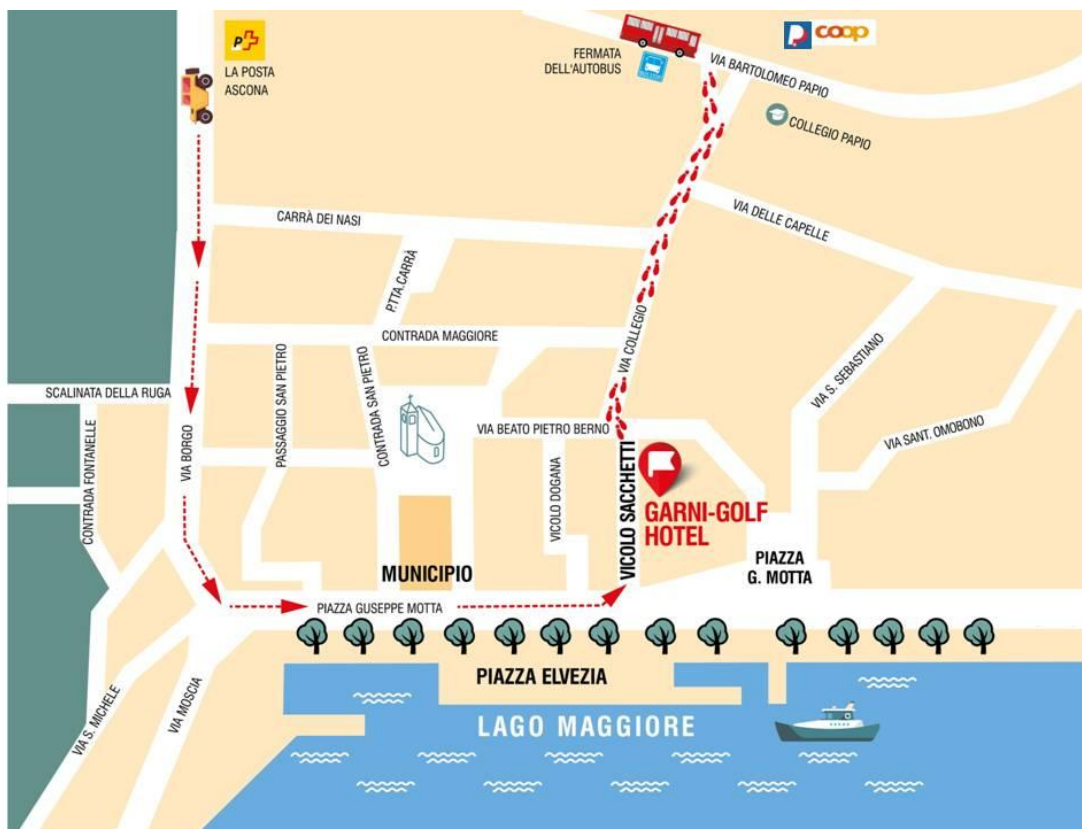 P
LA POSTA
ASCONA
FERMATA
DELL'AUTOBUS
P
coop
VIA BARTOLOMEO PAPIO
COLLEGIO PAPIO
CARRÀ DEI NASI
VIA DELLE CAPELLE
P.TTA.CARRÀ
CONTRADA MAGGIORE
VIA COLLEGIO
SCALINATA DELLA RUGA
CONTRADA FONTANELLE
VIA BORGO
PASSAGGIO SAN PIETRO
CONTRADA SAN PIETRO
VIA BEATO PIETRO BERNO
VIA S. SEBASTIANO
VIA SANT. OMOBONO
VICOLO DOGANA
VICOLO SACCHETTI
GARNI-GOLF
HOTEL
MUNICIPIO
PIAZZA
G. MOTTA
PIAZZA GUSEPPE MOTTA
PIAZZA ELVEZIA
VIA S. MICHELE
VIA MOSCIA
LAGO MAGGIORE